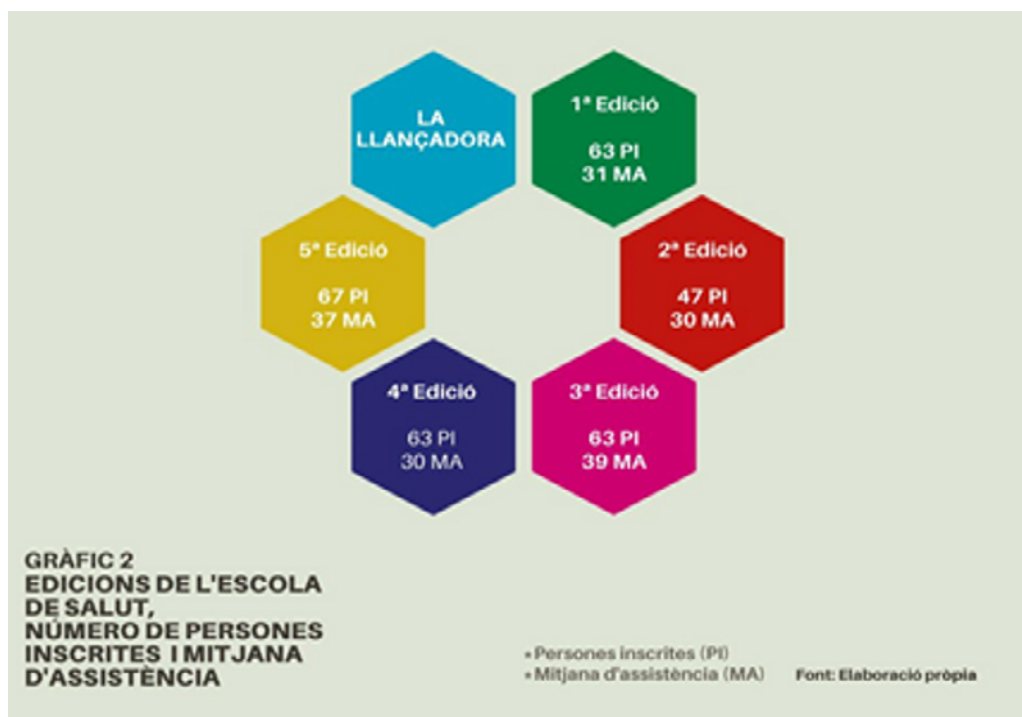 LA
LLANÇADORA
1ª Edició
63 PI
31 MA
2ª Edició
47 PI
30 MA
3ª Edició
63 PI
39 MA
4ª Edició
63 PI
30 MA
5ª Edició
67 PI
37 MA
GRÀFIC 2
EDICIONS DE L'ESCOLA
DE SALUT,
NÚMERO DE PERSONES
INSCRITES I MITJANA
D'ASSISTÈNCIA
• Persones inscrites (PI)
• Mitjana d'assistència (MA)
Font: Elaboració pròpia